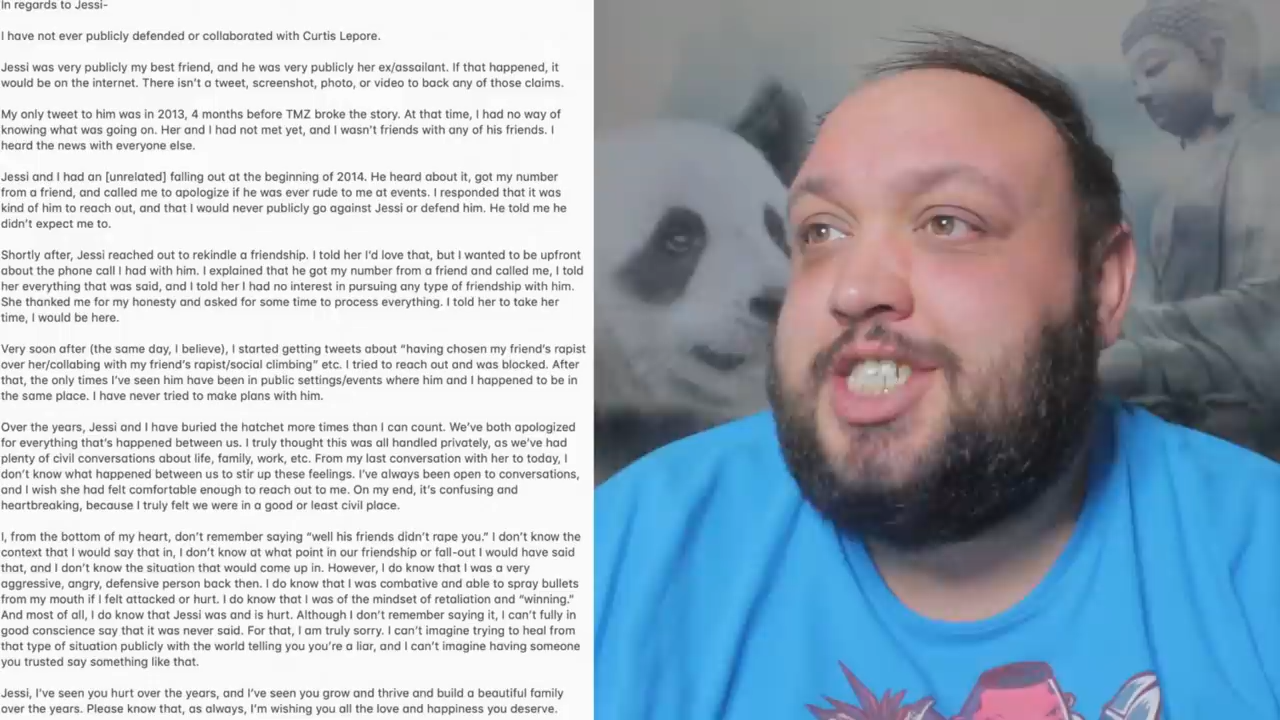 In regards to Jessi-
I have not ever publicly defended or collaborated with Curtis Lepore.
Jessi was very publicly my best friend, and he was very publicly her ex/assailant. If that happened, it
would be on the internet. There isn't a tweet, screenshot, photo, or video to back any of those claims.
My only tweet to him was in 2013, 4 months before TMZ broke the story. At that time, I had no way of
knowing what was going on. Her and I had not met yet, and I wasn't friends with any of his friends. I
heard the news with everyone else.
Jessi and I had an [unrelated] falling out at the beginning of 2014. He heard about it, got my number
from a friend, and called me to apologize if he was ever rude to me at events. I responded that it was
kind of him to reach out, and that I would never publicly go against Jessi or defend him. He told me he
didn't expect me to.
Shortly after, Jessi reached out to rekindle a friendship. I told her I'd love that, but I wanted to be upfront
about the phone call I had with him. I explained that he got my number from a friend and called me, I told
her everything that was said, and I told her I had no interest in pursuing any type of friendship with him.
She thanked me for my honesty and asked for some time to process everything. I told her to take her
time, I would be here.
Very soon after (the same day, I believe), I started getting tweets about "having chosen my friend's rapist
over her/collabing with my friend's rapist/social climbing" etc. I tried to reach out and was blocked. After
that, the only times I've seen him have been in public settings/events where him and I happened to be in
the same place. I have never tried to make plans with him.
Over the years, Jessi and I have buried the hatchet more times than I can count. We've both apologized
for everything that's happened between us. I truly thought this was all handled privately, as we've had
plenty of civil conversations about life, family, work, etc. From my last conversation with her to today, I
don't know what happened between us to stir up these feelings. I've always been open to conversations,
and I wish she had felt comfortable enough to reach out to me. On my end, it's confusing and
heartbreaking, because I truly felt we were in a good or least civil place.
I, from the bottom of my heart, don't remember saying "well his friends didn't rape you." I don't know the
context that I would say that in, I don't know at what point in our friendship or fall-out I would have said
that, and I don't know the situation that would come up in. However, I do know that I was a very
aggressive, angry, defensive person back then. I do know that I was combative and able to spray bullets
from my mouth if I felt attacked or hurt. I do know that I was of the mindset of retaliation and "winning."
And most of all, I do know that Jessi was and is hurt. Although I don't remember saying it, I can't fully in
good conscience say that it was never said. For that, I am truly sorry. I can't imagine trying to heal from
that type of situation publicly with the world telling you you're a liar, and I can't imagine having someone
you trusted say something like that.
Jessi, I've seen you hurt over the years, and I've seen you grow and thrive and build a beautiful family
over the years. Please know that, as always, I'm wishing you all the love and happiness you deserve.